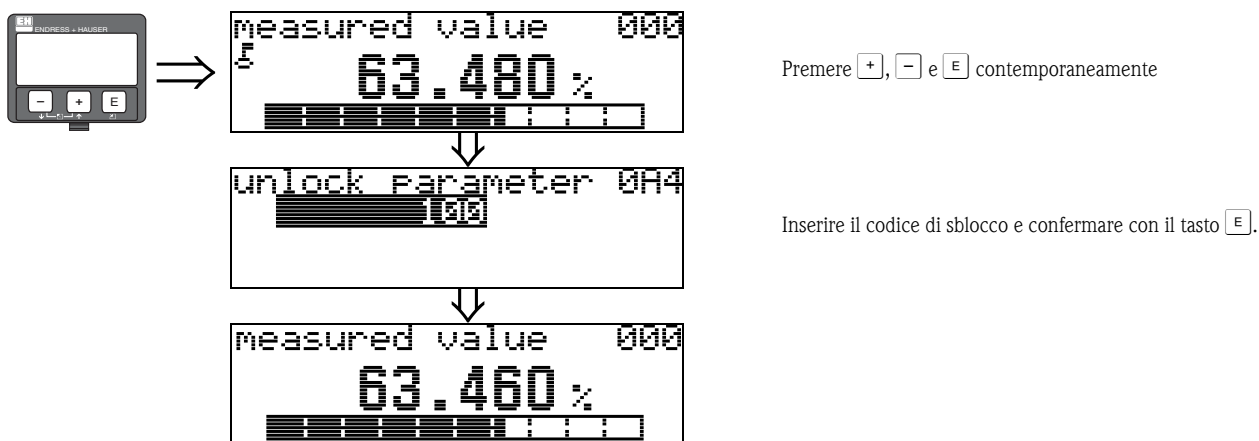 EH ENDRESS + HAUSER
- + E
measured value 000
63.480 %
Premere +, - e E contemporaneamente
unlock parameter 0A4
100
Inserire il codice di sblocco e confermare con il tasto E.
measured value 000
63.460 %